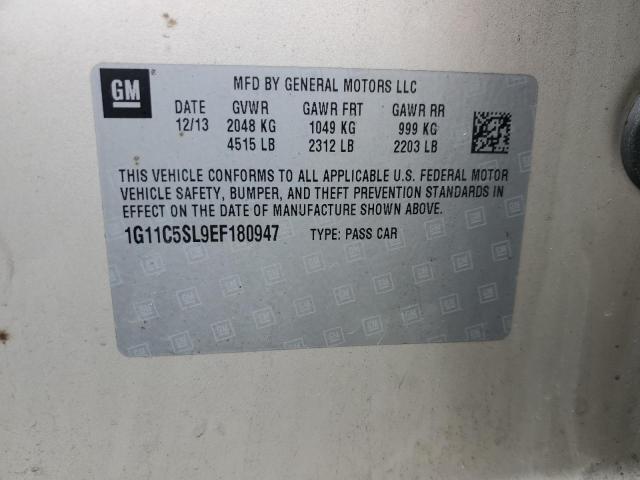 GM
MFD BY GENERAL MOTORS LLC
DATE GVWR GAWR FRT GAWR RR
12/13 2048 KG 1049 KG 999 KG
4515 LB 2312 LB 2203 LB
THIS VEHICLE CONFORMS TO ALL APPLICABLE U.S. FEDERAL MOTOR
VEHICLE SAFETY, BUMPER, AND THEFT PREVENTION STANDARDS IN
EFFECT ON THE DATE OF MANUFACTURE SHOWN ABOVE.
1G11C5SL9EF180947 TYPE: PASS CAR